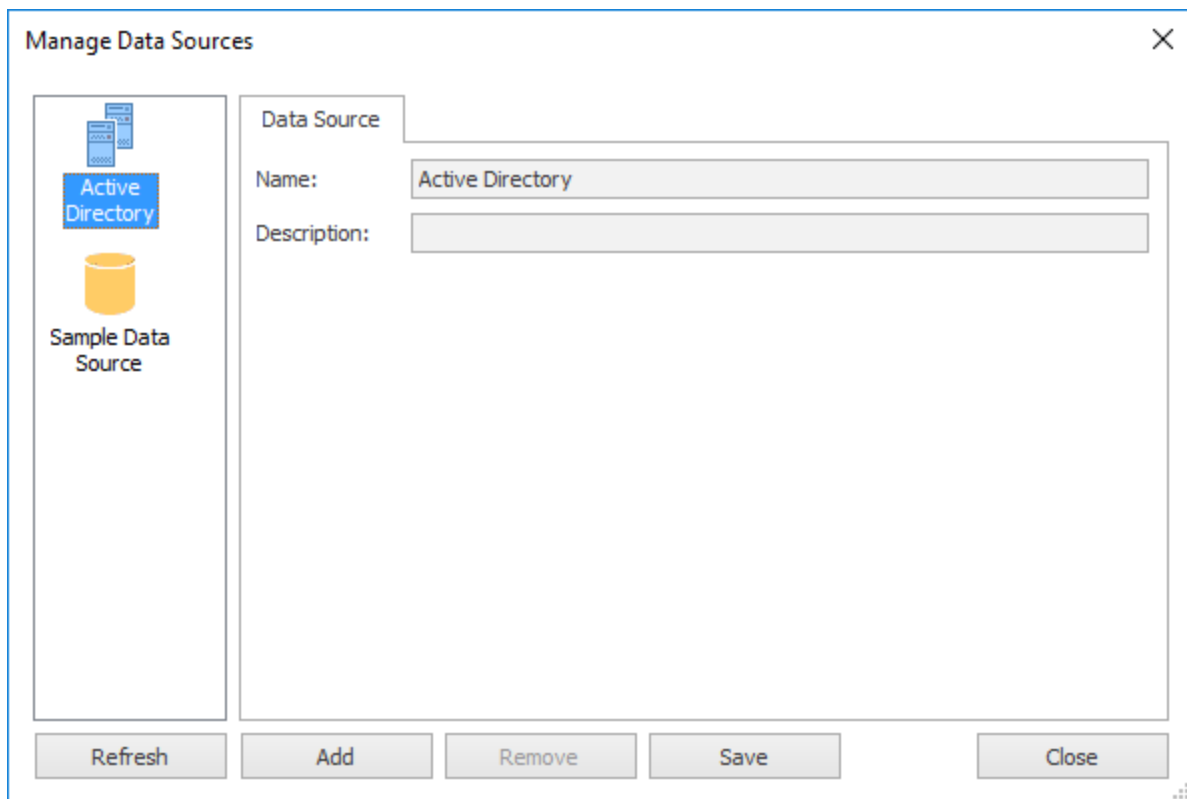 Manage Data Sources
Active
Directory
Sample Data
Source
Data Source
Name:
Active Directory
Description:
Refresh
Add
Remove
Save
Close